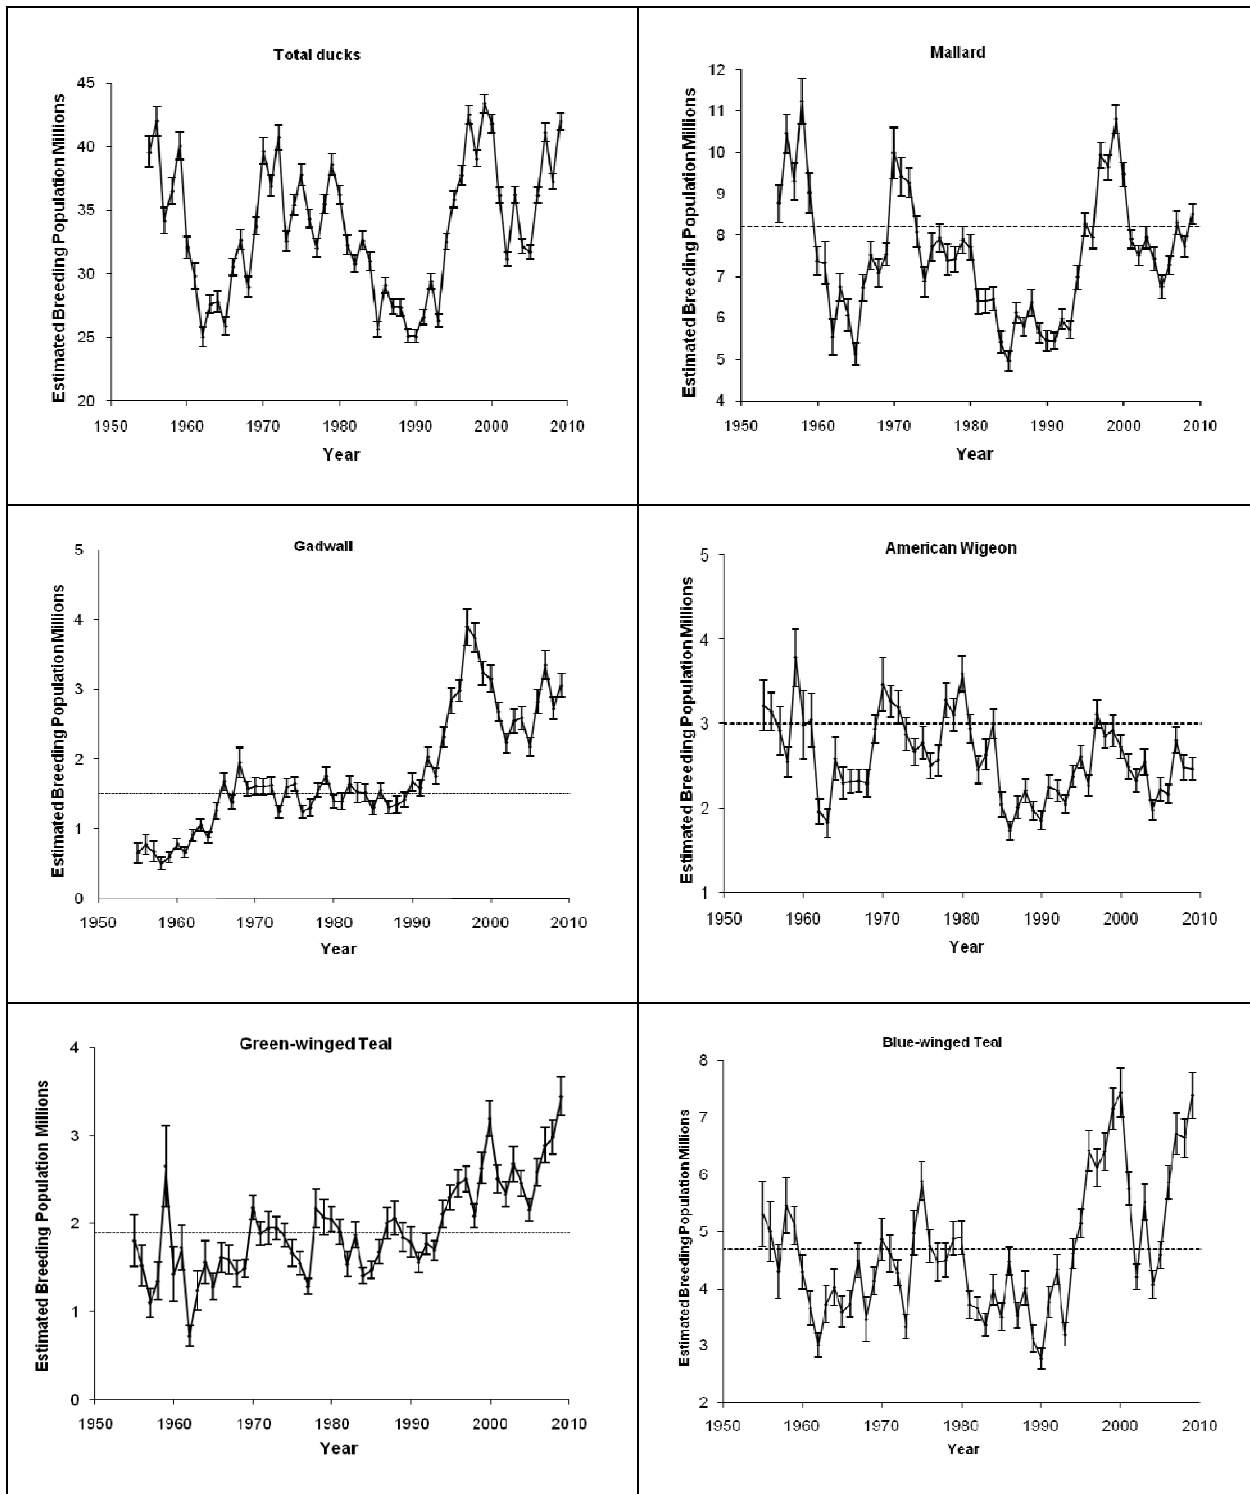 Total ducks
Estimated Breeding Population Millions
45
40
35
30
25
20
1950 1960 1970 1980 1990 2000 2010
Year
Mallard
Estimated Breeding Population Millions
12
11
10
9
8
7
6
5
4
1950 1960 1970 1980 1990 2000 2010
Year
Gadwall
Estimated Breeding Population Millions
5
4
3
2
1
0
1950 1960 1970 1980 1990 2000 2010
Year
American Wigeon
Estimated Breeding Population Millions
5
4
3
2
1
1950 1960 1970 1980 1990 2000 2010
Year
Green-winged Teal
Estimated Breeding Population Millions
4
3
2
1
0
1950 1960 1970 1980 1990 2000 2010
Year
Blue-winged Teal
Estimated Breeding Population Millions
8
7
6
5
4
3
2
1950 1960 1970 1980 1990 2000 2010
Year